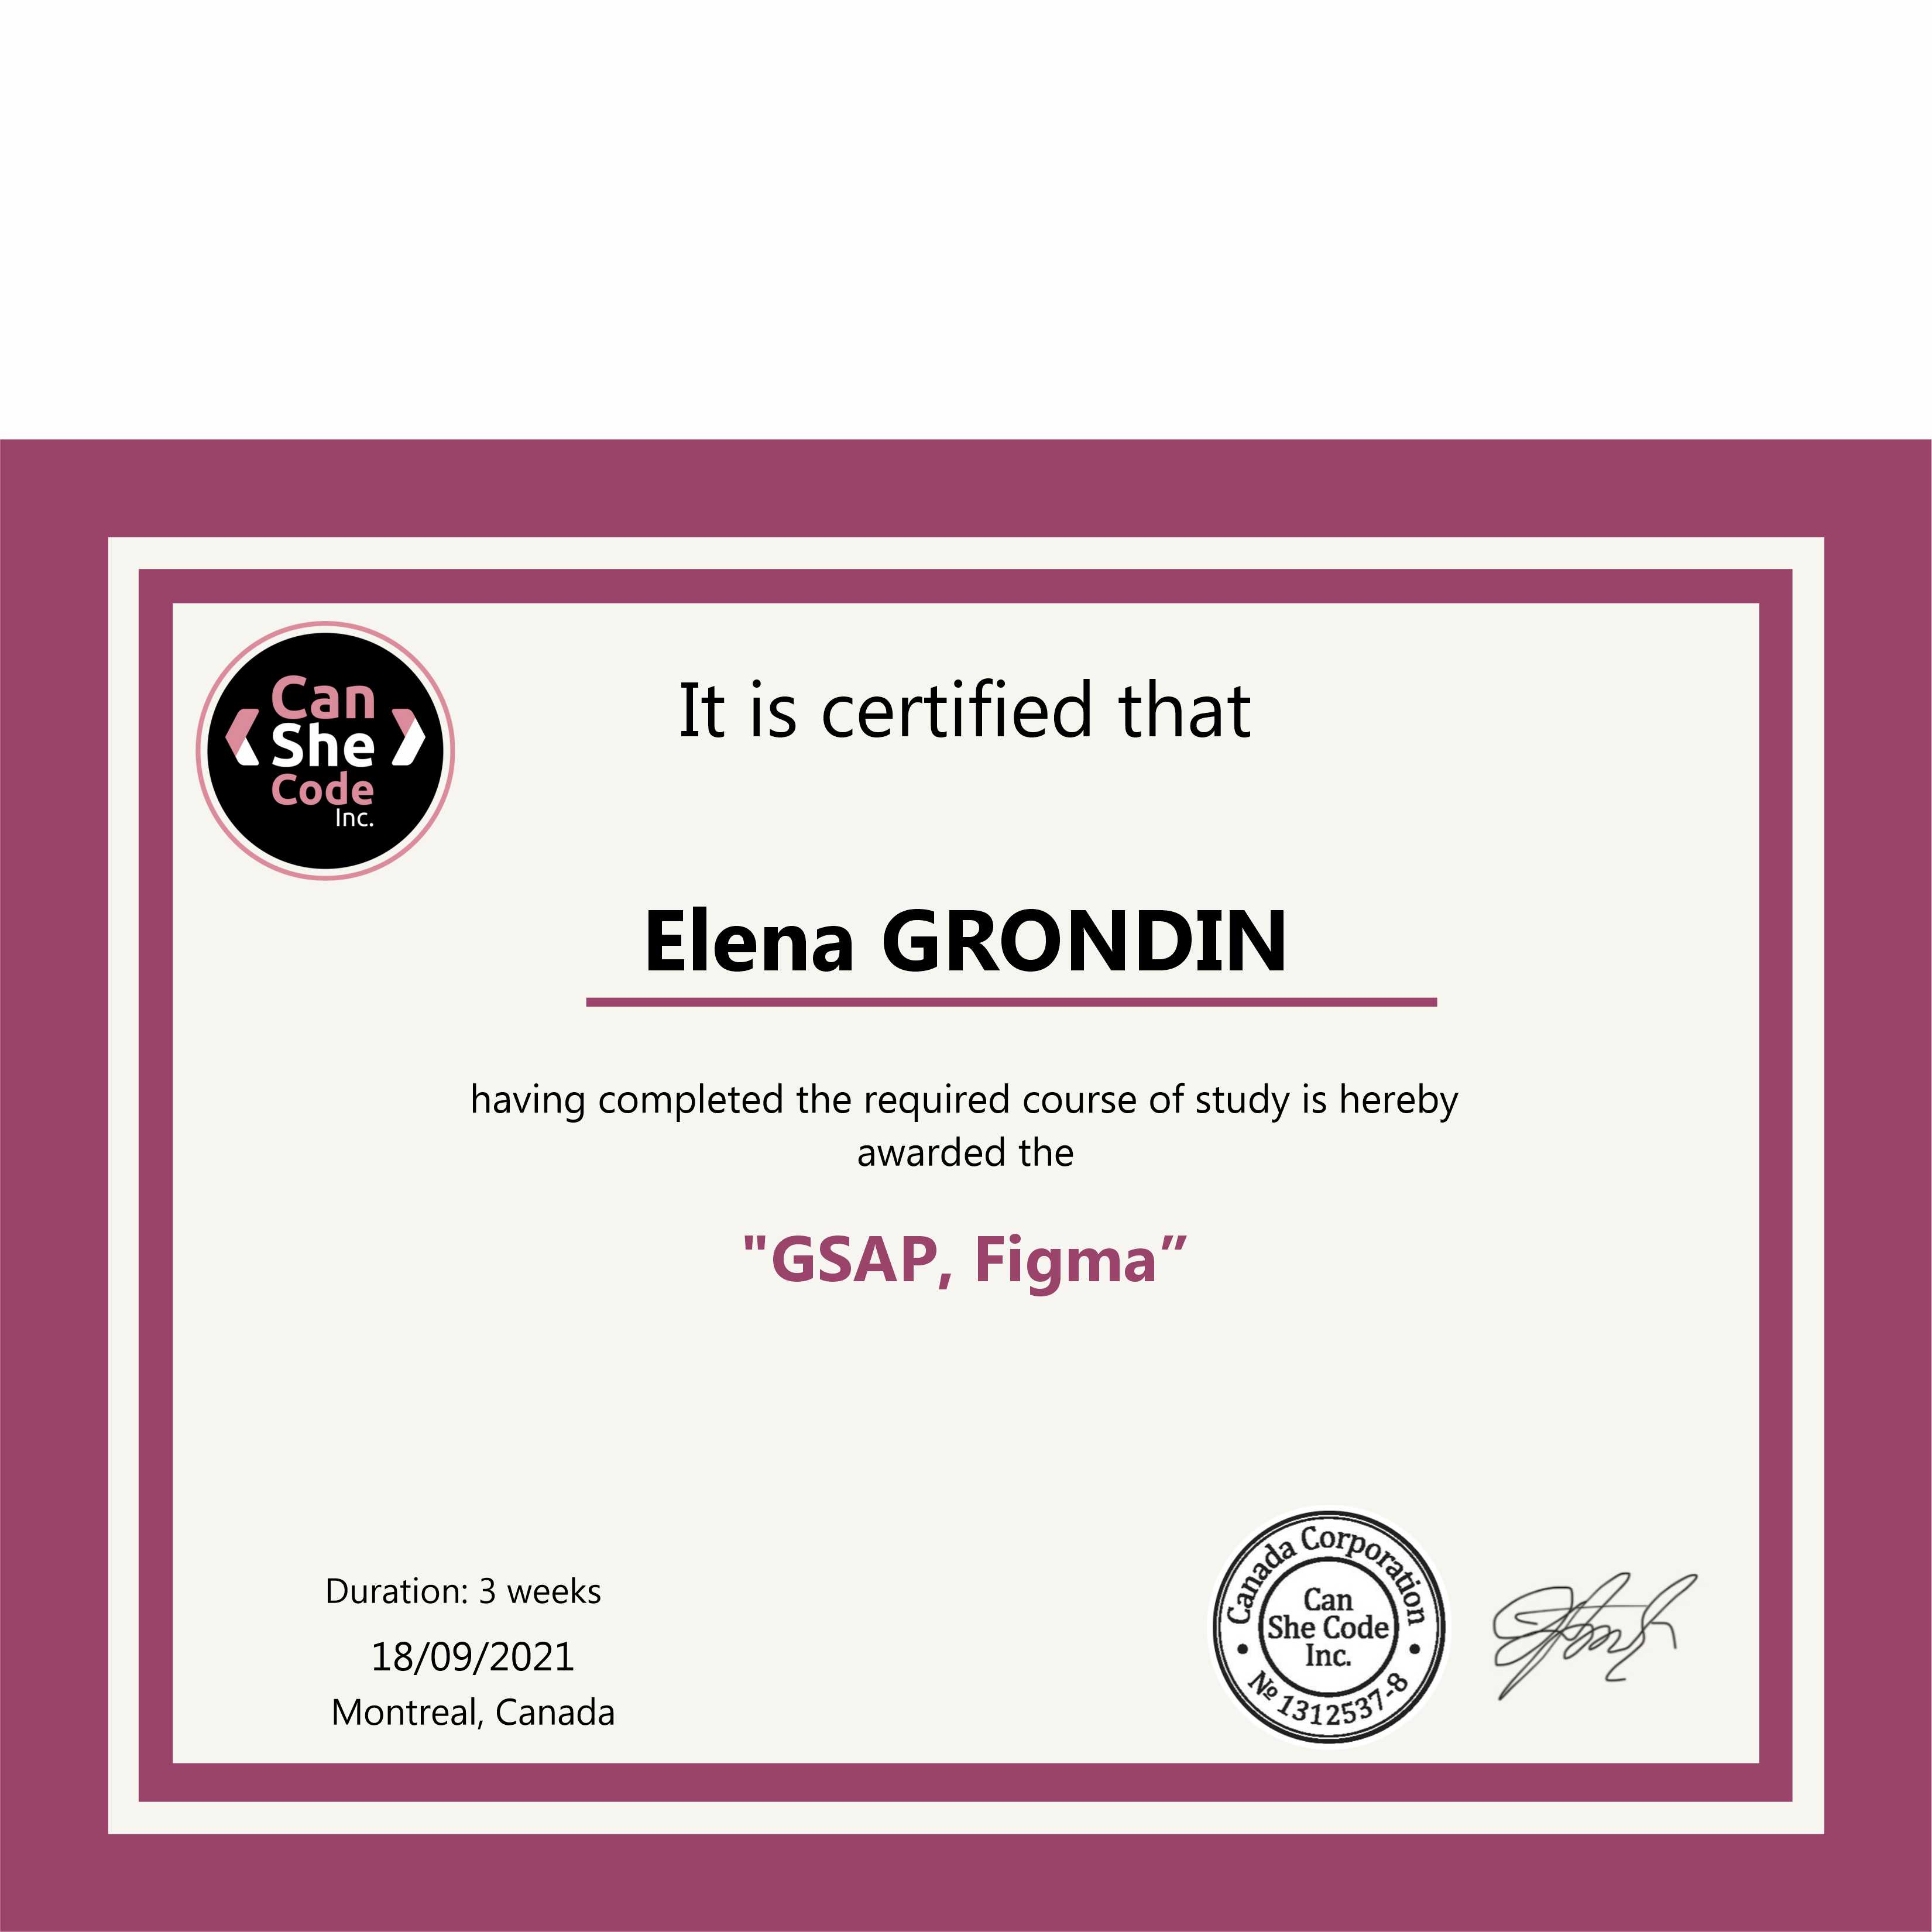 Can
She
Code
Inc.
It is certified that
Elena GRONDIN
having completed the required course of study is hereby
awarded the
"GSAP, Figma”
Duration: 3 weeks
18/09/2021
Montreal, Canada
Canada Corporation
Can
She Code
Inc.
№ 1312537-8